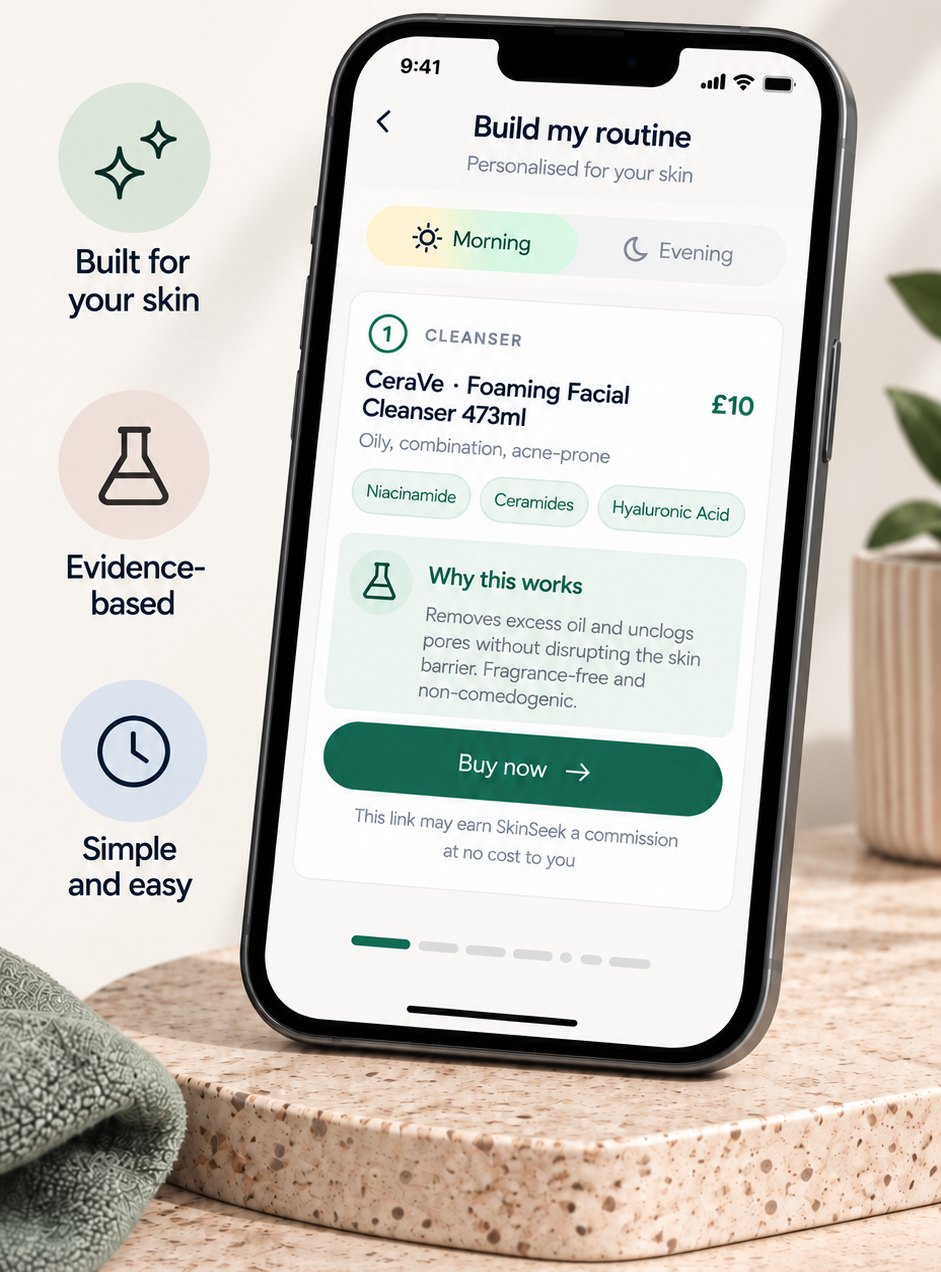 Built for
your skin
Evidence-
based
Simple
and easy
9:41
Build my routine
Personalised for your skin
Morning
Evening
1
CLEANSER
CeraVe · Foaming Facial
Cleanser 473ml
£10
Oily, combination, acne-prone
Niacinamide
Ceramides
Hyaluronic Acid
Why this works
Removes excess oil and unclogs
pores without disrupting the skin
barrier. Fragrance-free and
non-comedogenic.
Buy now →
This link may earn SkinSeek a commission
at no cost to you